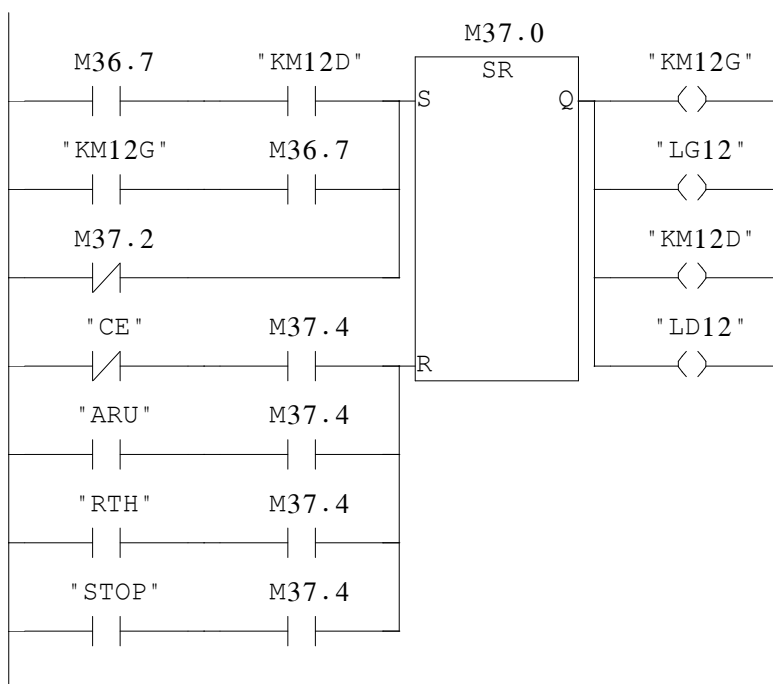 M37.0
M36.7 "KM12D" SR "KM12G"
S Q
"KM12G" M36.7 "LG12"
M37.2 "KM12D"
"CE" M37.4 "LD12"
R
"ARU" M37.4
"RTH" M37.4
"STOP" M37.4